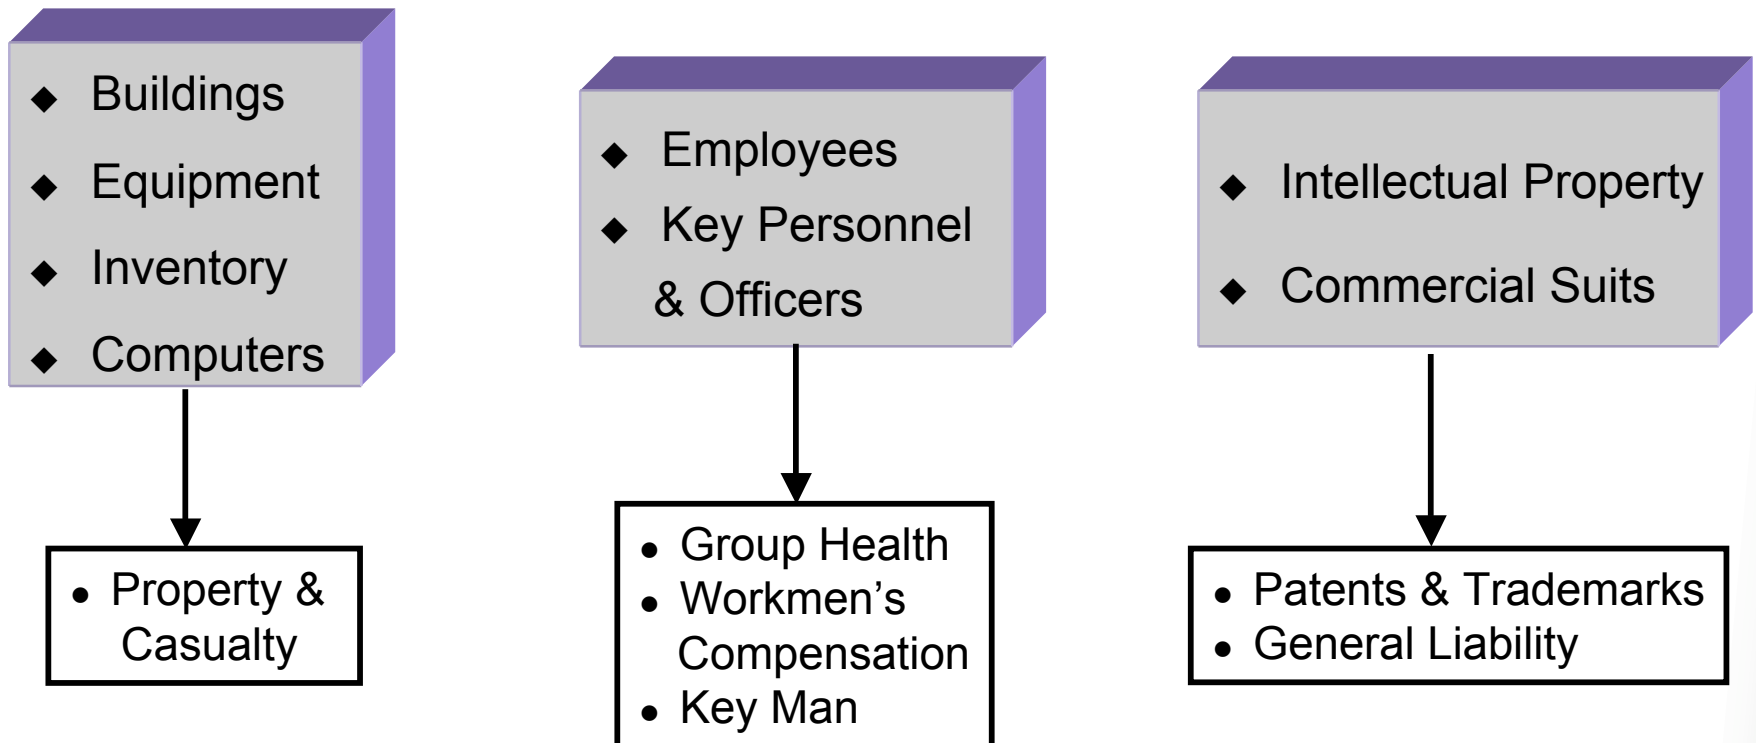 ◆ Buildings
◆ Equipment
◆ Inventory
◆ Computers
◆ Employees
◆ Key Personnel
& Officers
◆ Intellectual Property
◆ Commercial Suits
● Property &
Casualty
● Group Health
● Workmen’s
Compensation
● Key Man
● Patents & Trademarks
● General Liability